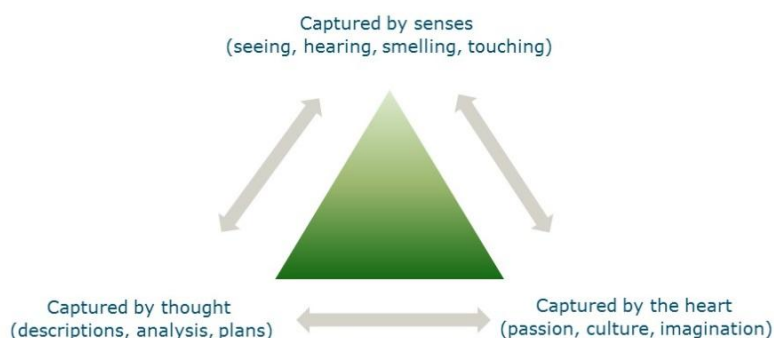 Captured by senses
(seeing, hearing, smelling, touching)
Captured by thought
(descriptions, analysis, plans)
Captured by the heart
(passion, culture, imagination)